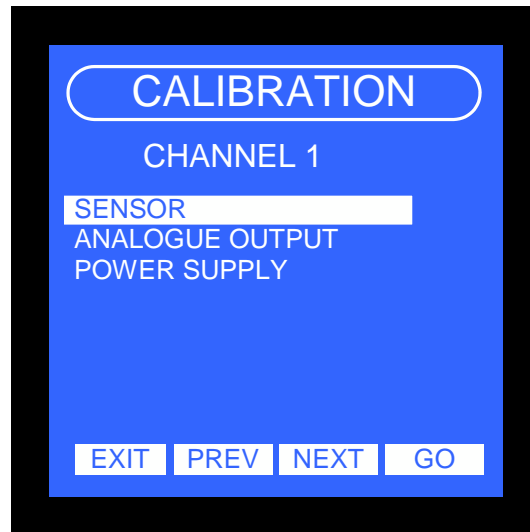 CALIBRATION
CHANNEL 1
SENSOR
ANALOGUE OUTPUT
POWER SUPPLY
EXIT PREV NEXT GO